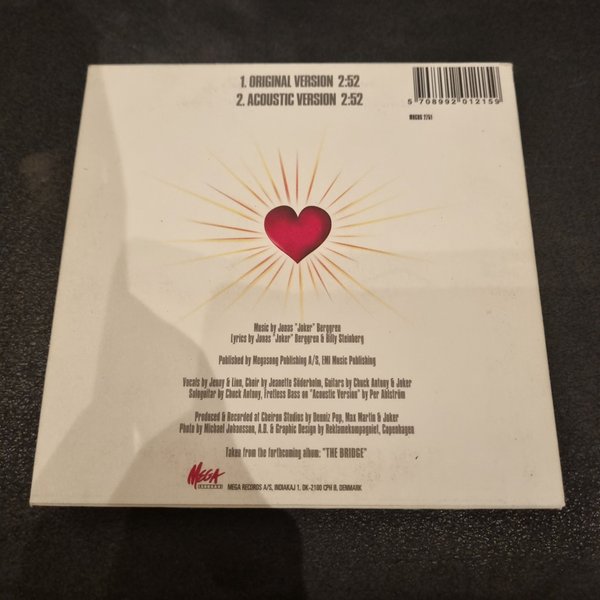 1. ORIGINAL VERSION 2:52
2. ACOUSTIC VERSION 2:52
5 708992 012159
Music by Jonas "Joker" Berggren
Lyrics by Jonas "Joker" Berggren & Billy Steinberg
Published by Megasong Publishing A/S, EMI Music Publishing
Vocals by Jenny & Linn, Choir by Jeanette Söderholm, Guitars by Chuck Antony & Joker
Sologuitar by Chuck Antony, Fretless Bass on "Acoustic Version" by Per Ahlström
Produced & Recorded at Cheiron Studios by Denniz Pop, Max Martin & Joker
Photo by Michael Johansson, A.D. & Graphic Design by Reklamekompagniet, Copenhagen
Taken from the forthcoming album: "THE BRIDGE"
MEGA
MEGA RECORDS A/S, INDIAKAJ 1, DK-2100 CPH Ø, DENMARK